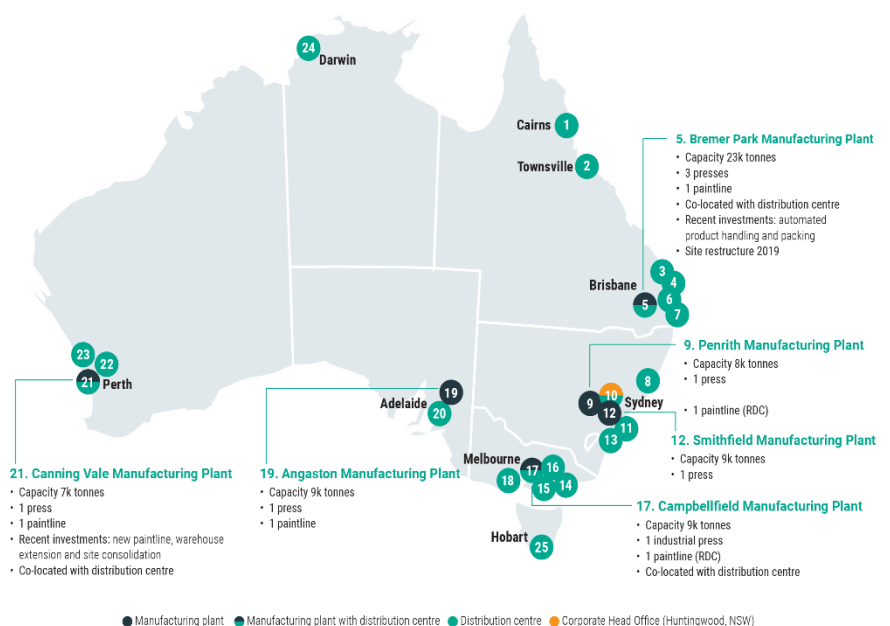 24
Darwin
Cairns
1
Townsville
2
5. Bremer Park Manufacturing Plant
• Capacity 23k tonnes
• 3 presses
• 1 paintline
• Co-located with distribution centre
• Recent investments: automated
product handling and packing
• Site restructure 2019
Brisbane
3
4
5
6
7
9. Penrith Manufacturing Plant
• Capacity 8k tonnes
• 1 press
• 1 paintline (RDC)
8
9
10
Sydney
12
11
13
12. Smithfield Manufacturing Plant
• Capacity 9k tonnes
• 1 press
23
22
21
Perth
19
Adelaide
20
Melbourne
17
16
18
15
14
21. Canning Vale Manufacturing Plant
• Capacity 7k tonnes
• 1 press
• 1 paintline
• Recent investments: new paintline, warehouse
extension and site consolidation
• Co-located with distribution centre
19. Angaston Manufacturing Plant
• Capacity 9k tonnes
• 1 press
• 1 paintline
17. Campbellfield Manufacturing Plant
• Capacity 9k tonnes
• 1 industrial press
• 1 paintline (RDC)
• Co-located with distribution centre
Hobart
25
Manufacturing plant
Manufacturing plant with distribution centre
Distribution centre
Corporate Head Office (Huntingwood, NSW)